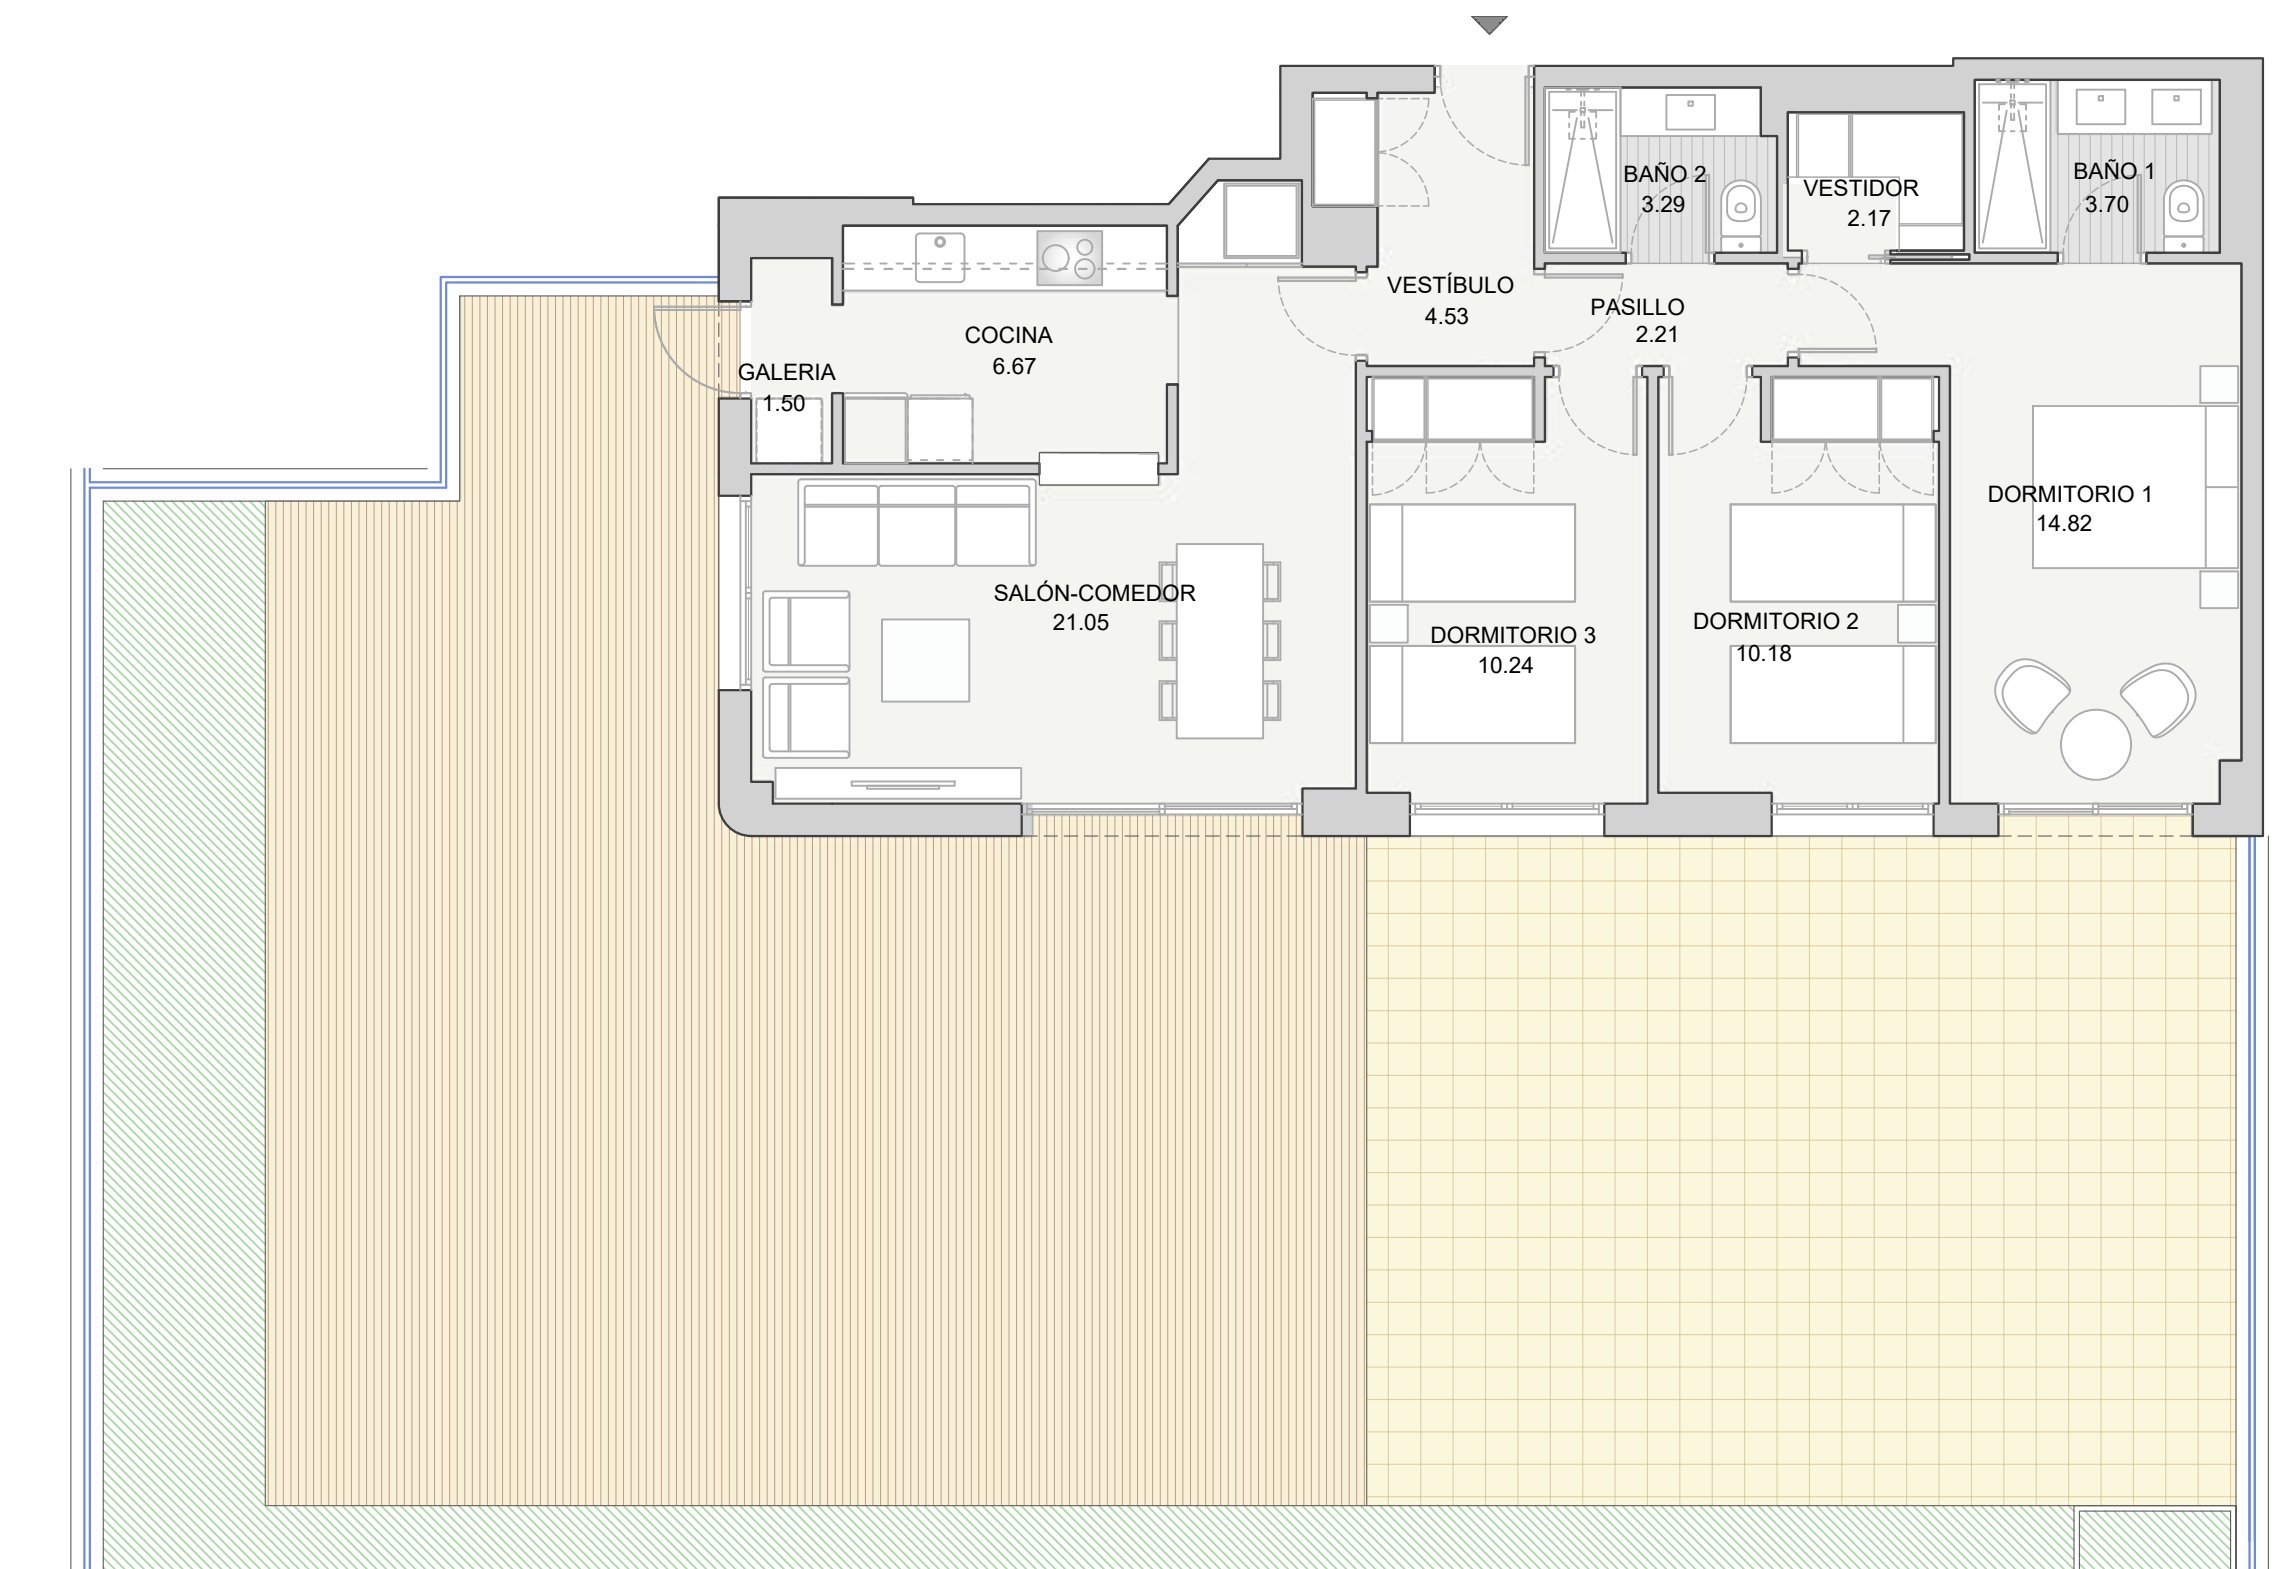 BAÑO 2
3.29
VESTIDOR
2.17
BAÑO 1
3.70
VESTÍBULO
4.53
PASILLO
2.21
COCINA
6.67
GALERIA
1.50
SALÓN-COMEDOR
21.05
DORMITORIO 3
10.24
DORMITORIO 2
10.18
DORMITORIO 1
14.82